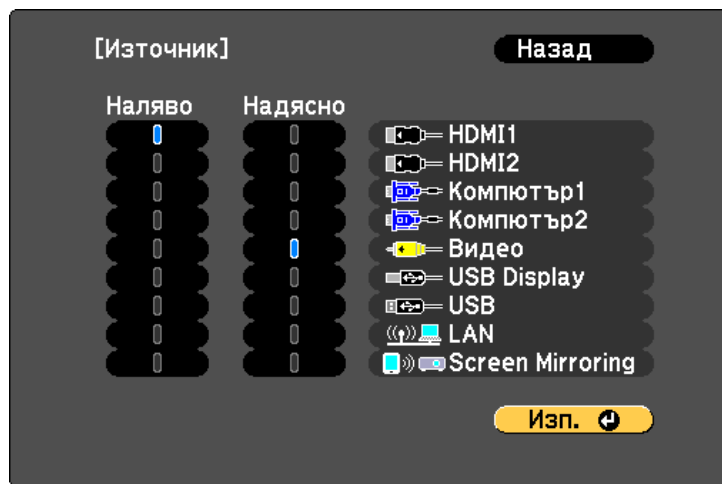 [Източник] Назад
Наляво Надясно
HDMI1
HDMI2
Компютър1
Компютър2
Видео
USB Display
USB
LAN
Screen Mirroring
Изп.